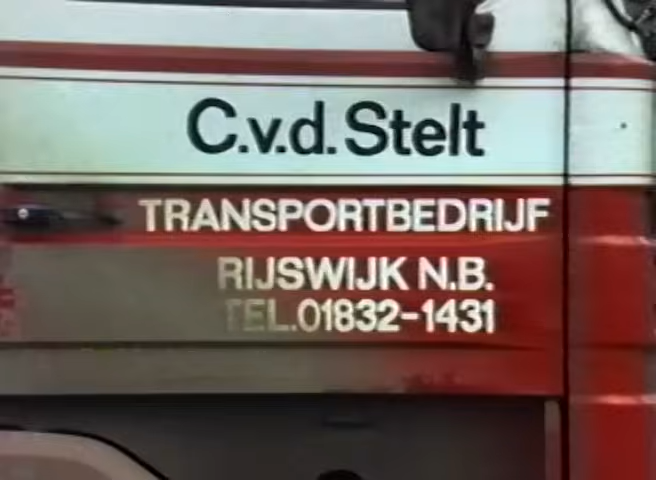 C.v.d. Stelt
TRANSPORTBEDRIJF
RIJSWIJK N.B.
TEL.01832-1431